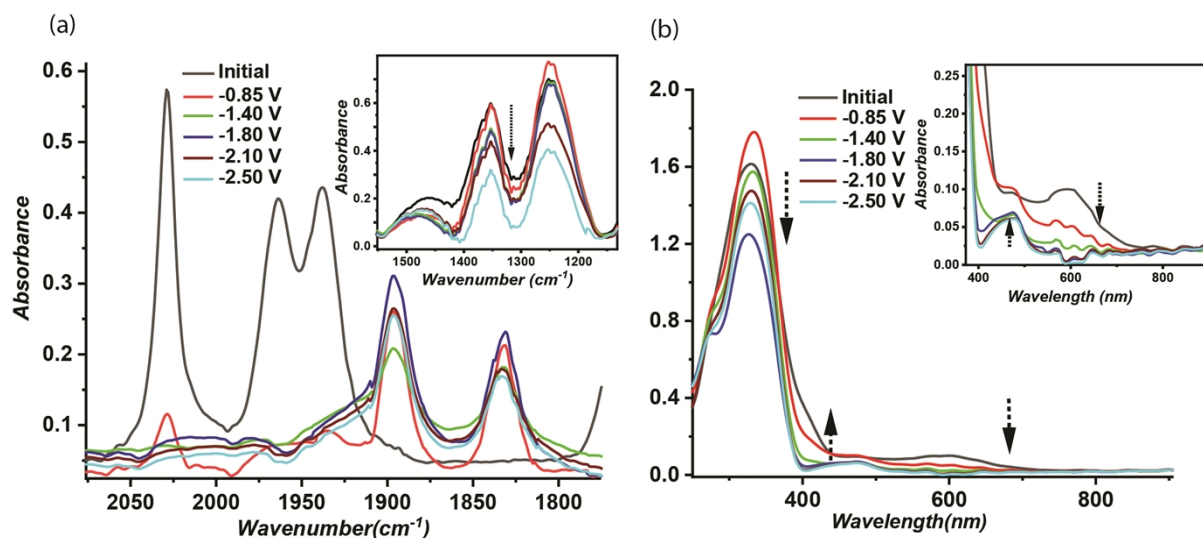 (a)
Initial
-0.85 V
-1.40 V
-1.80 V
-2.10 V
-2.50 V
0.6
0.5
0.4
0.3
0.2
0.1
Absorbance
2050 2000 1950 1900 1850 1800
Wavenumber(cm⁻¹)
0.8
0.6
0.4
0.2
0.0
Absorbance
1500 1400 1300 1200
Wavenumber (cm⁻¹)
(b)
Initial
-0.85 V
-1.40 V
-1.80 V
-2.10 V
-2.50 V
2.0
1.6
1.2
0.8
0.4
0.0
Absorbance
400 600 800
Wavelength(nm)
0.25
0.20
0.15
0.10
0.05
0.00
Absorbance
400 600 800
Wavelength (nm)